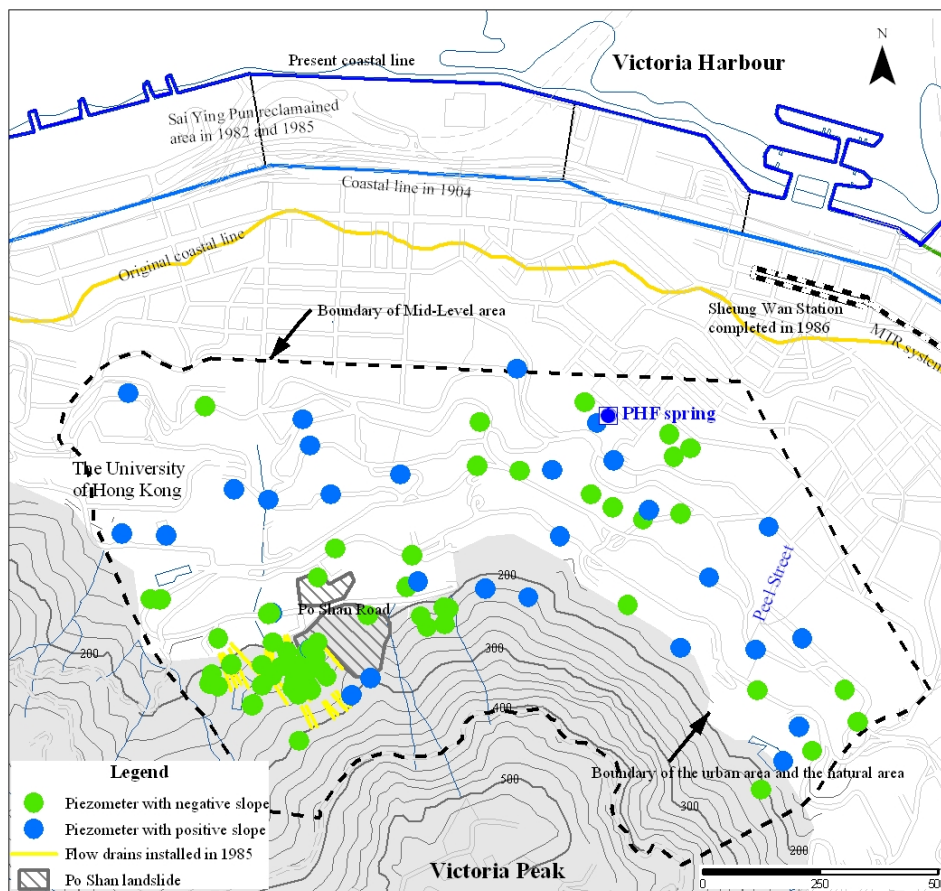 Present coastal line
Victoria Harbour
N
Sai Ying Pun reclamained
area in 1982 and 1985
Coastal line in 1904
Original coastal line
Boundary of Mid-Level area
Sheung Wan Station
completed in 1986
MTR system
PHF spring
The University
of Hong Kong
Peel Street
200
Po Shan Road
200
300
400
500
300
200
Boundary of the urban area and the natural area
Legend
Piezometer with negative slope
Piezometer with positive slope
Flow drains installed in 1985
Po Shan landslide
Victoria Peak
0 250 500